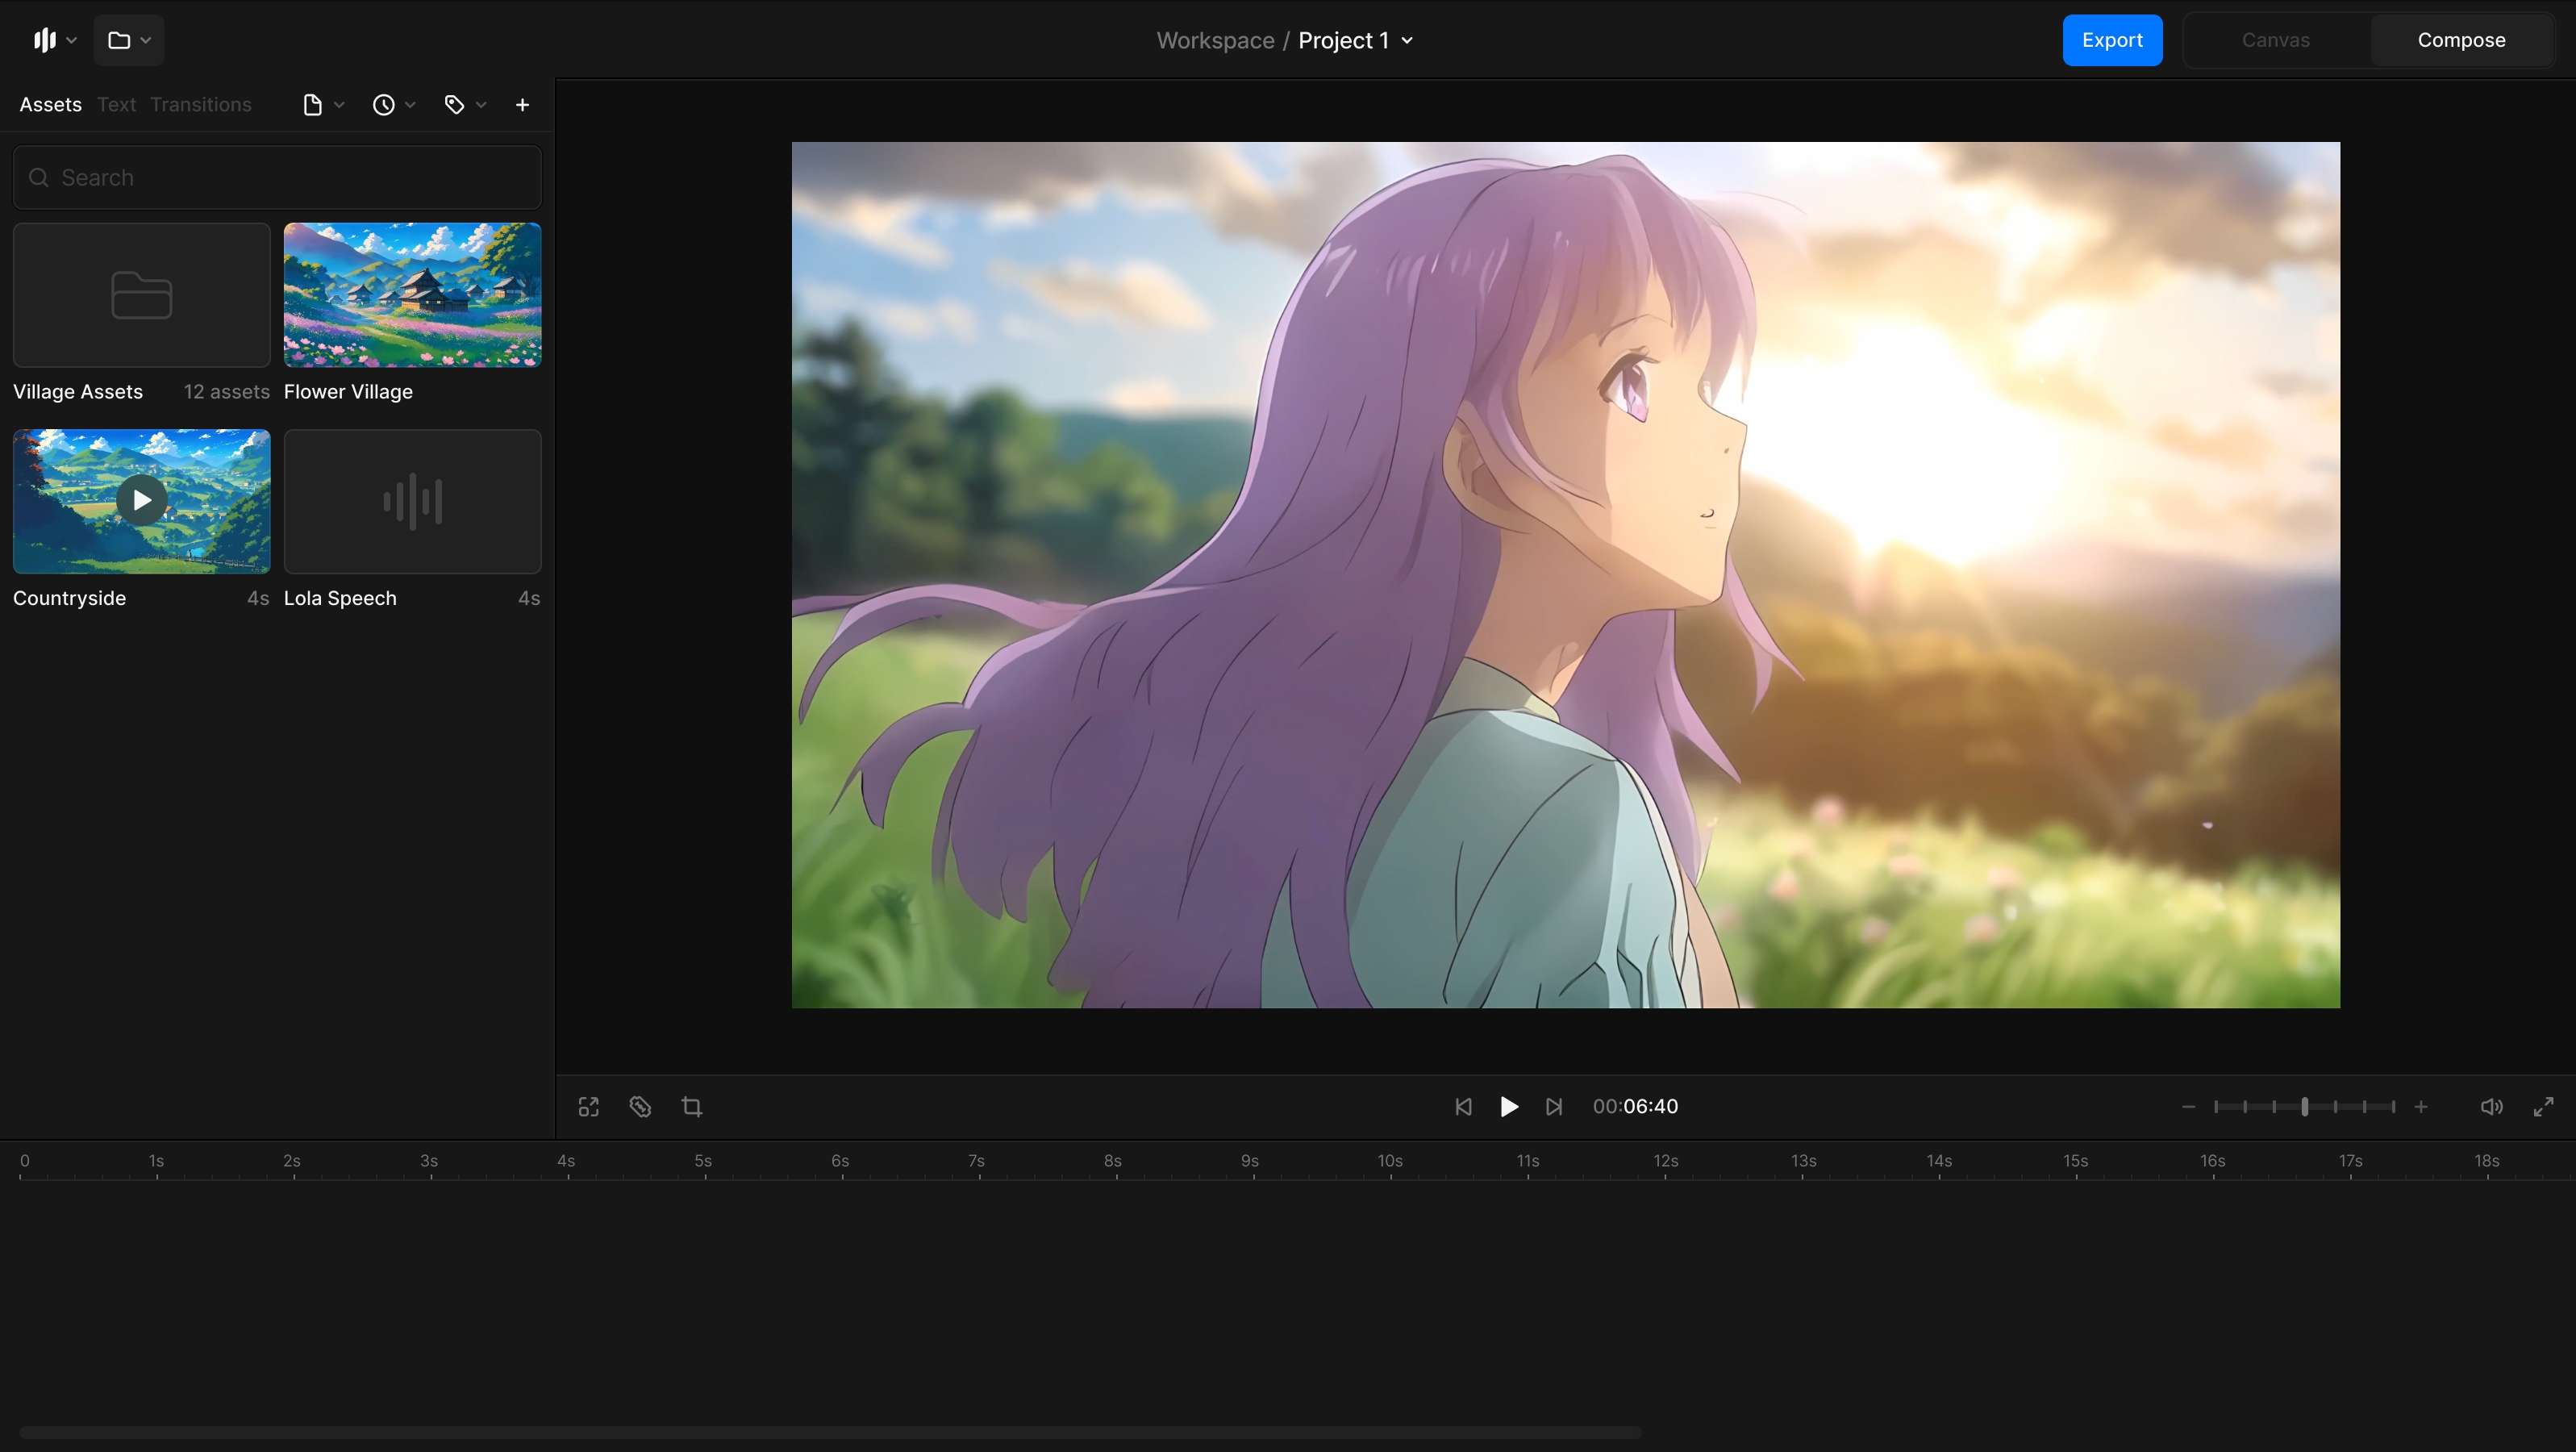 Workspace / Project 1
Export
Canvas
Compose
Assets Text Transitions
Search
Village Assets 12 assets
Flower Village
Countryside 4s
Lola Speech 4s
00:06:40
0 1s 2s 3s 4s 5s 6s 7s 8s 9s 10s 11s 12s 13s 14s 15s 16s 17s 18s